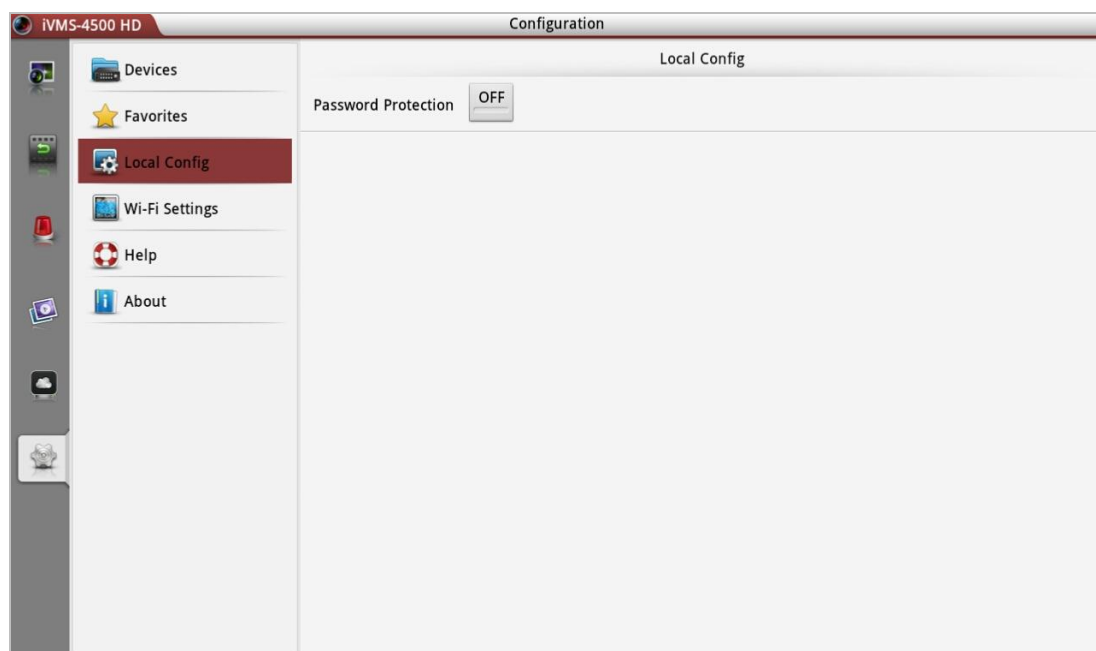 iVMS-4500 HD
Configuration
Devices
Favorites
Local Config
Wi-Fi Settings
Help
About
Local Config
Password Protection OFF